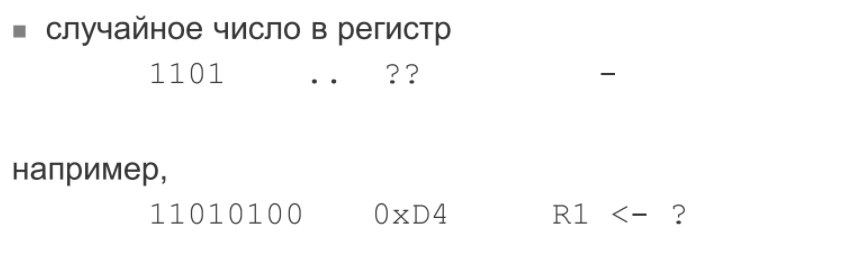 случайное число в регистр
1101 .. ?? -
например,
11010100 0xD4 R1 <- ?